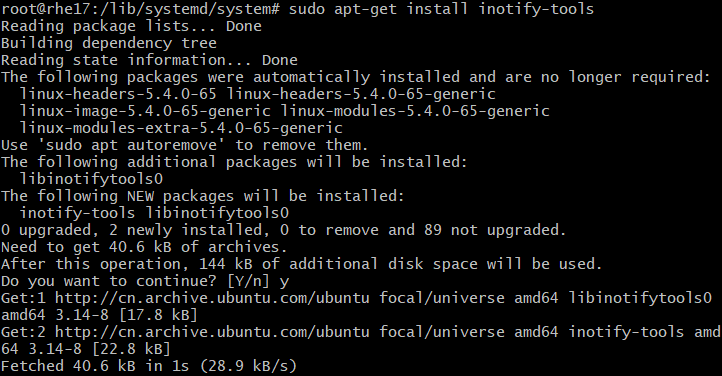 root@rhe17:/lib/systemd/system# sudo apt-get install inotify-tools
Reading package lists... Done
Building dependency tree
Reading state information... Done
The following packages were automatically installed and are no longer required:
  linux-headers-5.4.0-65 linux-headers-5.4.0-65-generic
  linux-image-5.4.0-65-generic linux-modules-5.4.0-65-generic
  linux-modules-extra-5.4.0-65-generic
Use 'sudo apt autoremove' to remove them.
The following additional packages will be installed:
  libinotifytools0
The following NEW packages will be installed:
  inotify-tools libinotifytools0
0 upgraded, 2 newly installed, 0 to remove and 89 not upgraded.
Need to get 40.6 kB of archives.
After this operation, 144 kB of additional disk space will be used.
Do you want to continue? [Y/n] y
Get:1 http://cn.archive.ubuntu.com/ubuntu focal/universe amd64 libinotifytools0
amd64 3.14-8 [17.8 kB]
Get:2 http://cn.archive.ubuntu.com/ubuntu focal/universe amd64 inotify-tools amd
64 3.14-8 [22.8 kB]
Fetched 40.6 kB in 1s (28.9 kB/s)